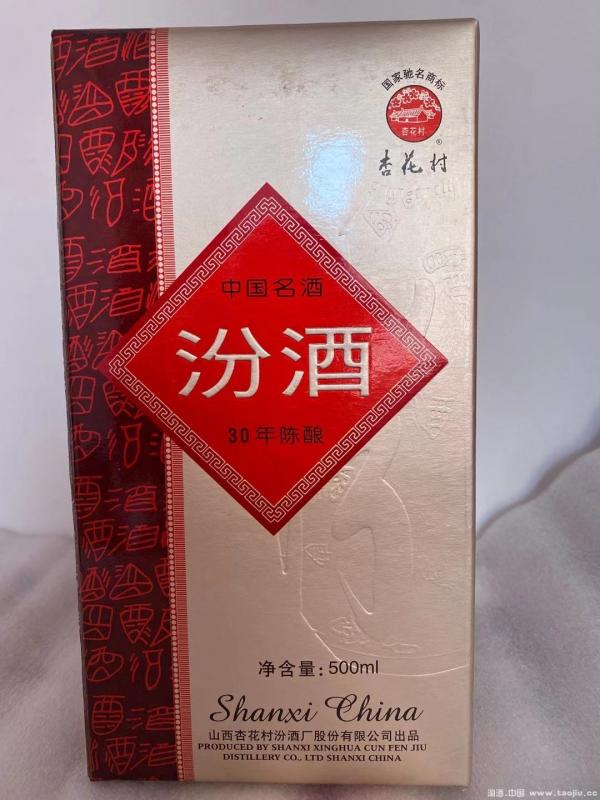 国家驰名商标
杏花村
®
杏花村
中国名酒
汾酒
30年陈酿
净含量:500ml
Shanxi China
山西杏花村汾酒厂股份有限公司出品
PRODUCED BY SHANXI XINGHUA CUN FEN JIU
DISTILLERY CO., LTD SHANXI CHINA
淘酒.中国 www.taojiu.cc